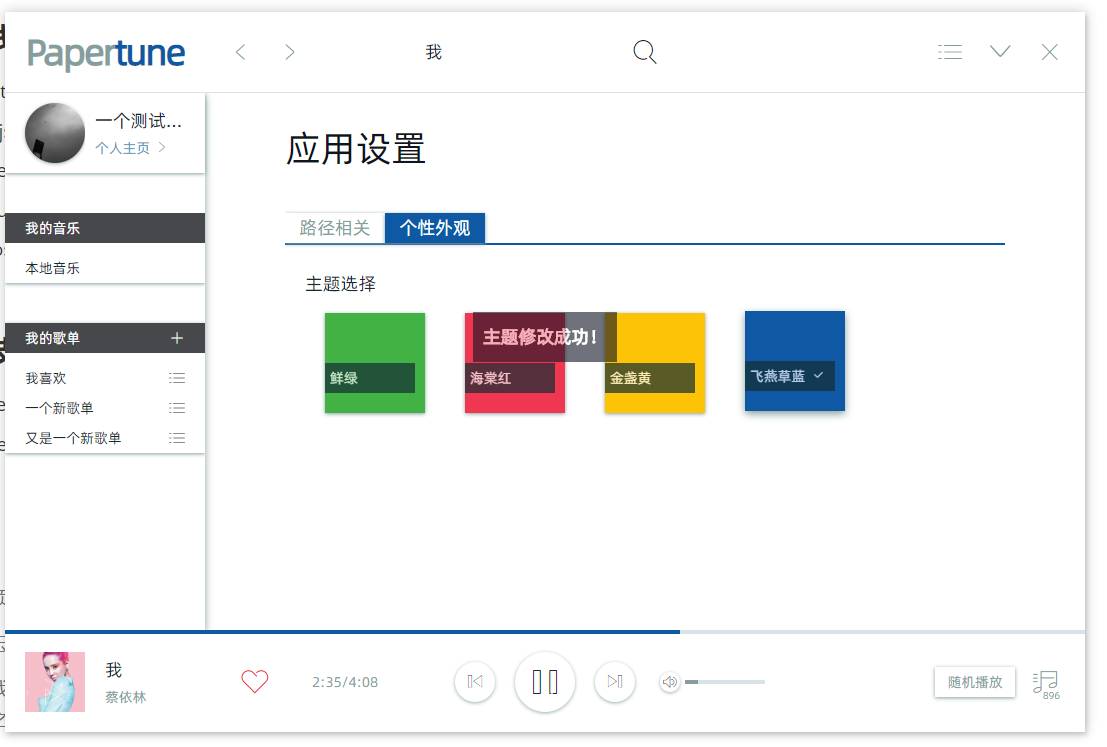 Papertune
我
一个测试...
个人主页
我的音乐
本地音乐
我的歌单
我喜欢
一个新歌单
又是一个新歌单
应用设置
路径相关 个性外观
主题选择
主题修改成功!
鲜绿 海棠红 金盏黄 飞燕草蓝
我
蔡依林
2:35/4:08
随机播放
896